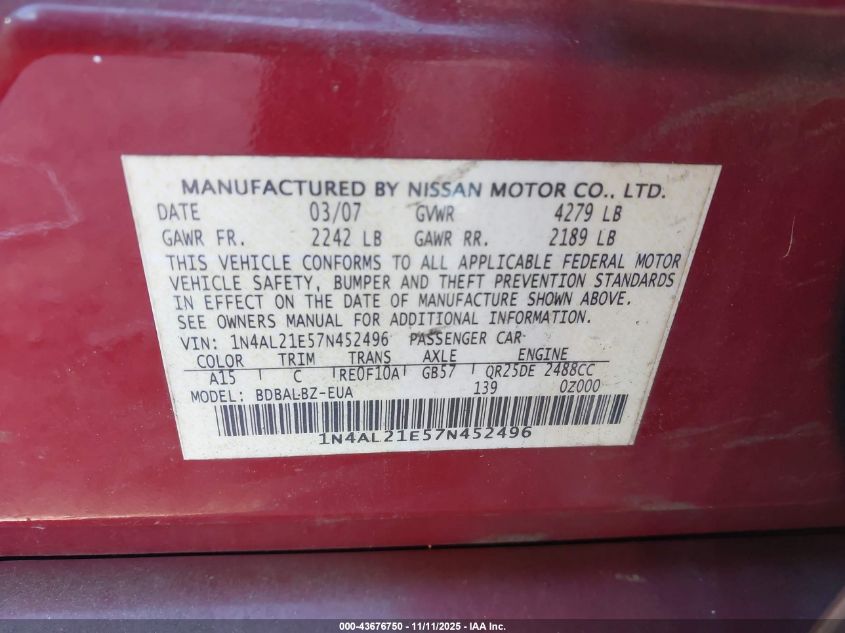 MANUFACTURED BY NISSAN MOTOR CO., LTD.
DATE 03/07 GVWR 4279 LB
GAWR FR. 2242 LB GAWR RR. 2189 LB
THIS VEHICLE CONFORMS TO ALL APPLICABLE FEDERAL MOTOR
VEHICLE SAFETY, BUMPER AND THEFT PREVENTION STANDARDS
IN EFFECT ON THE DATE OF MANUFACTURE SHOWN ABOVE.
SEE OWNERS MANUAL FOR ADDITIONAL INFORMATION.
VIN: 1N4AL21E57N452496 PASSENGER CAR
COLOR TRIM TRANS AXLE ENGINE
A15 C RE0F10A GB57 QR25DE 2488CC
MODEL: BDBALBZ-EUA 139 0Z000
1N4AL21E57N452496
000-43676750 - 11/11/2025 - IAA Inc.